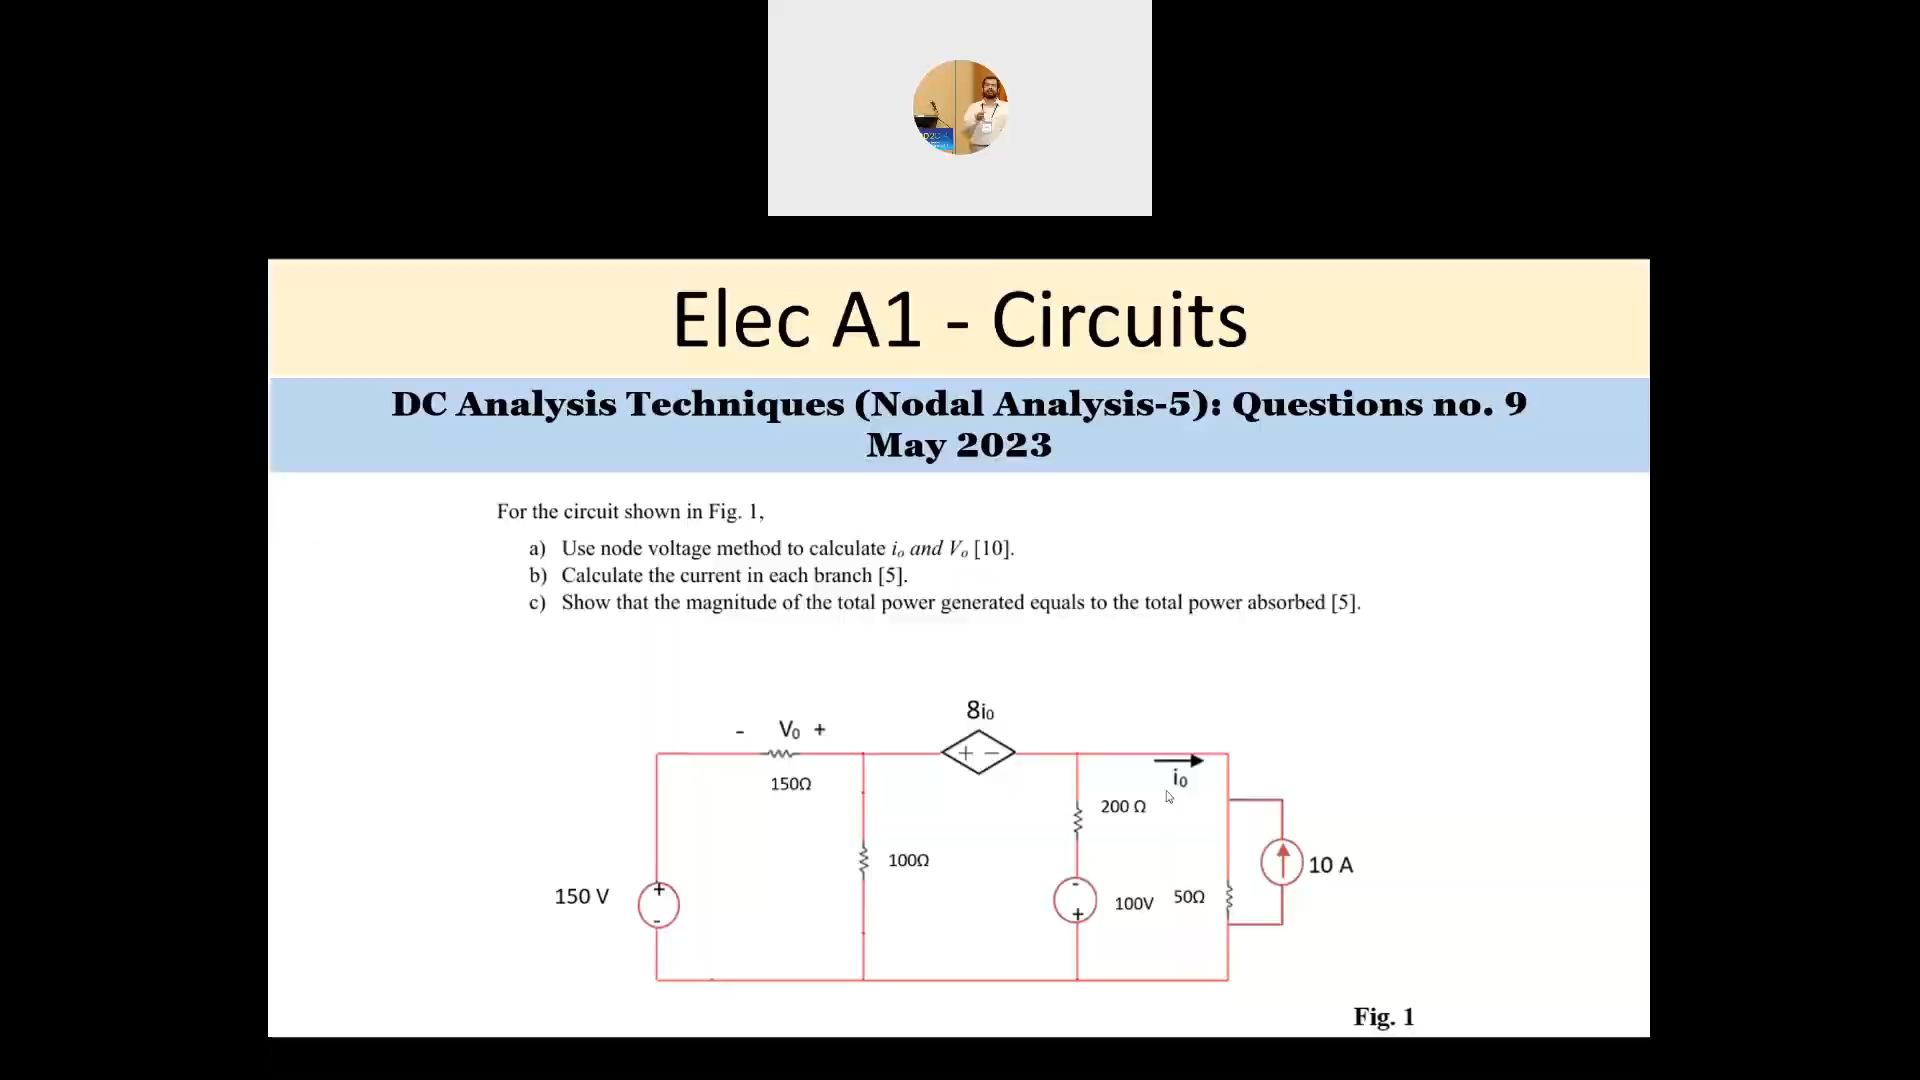 Elec A1 - Circuits
DC Analysis Techniques (Nodal Analysis-5): Questions no. 9
May 2023
For the circuit shown in Fig. 1,
a) Use node voltage method to calculate iₒ and Vₒ [10].
b) Calculate the current in each branch [5].
c) Show that the magnitude of the total power generated equals to the total power absorbed [5].
8i₀
- V₀ +
+ −
150Ω
i₀
200 Ω
100Ω
10 A
150 V
+
-
-
+
100V
50Ω
Fig. 1